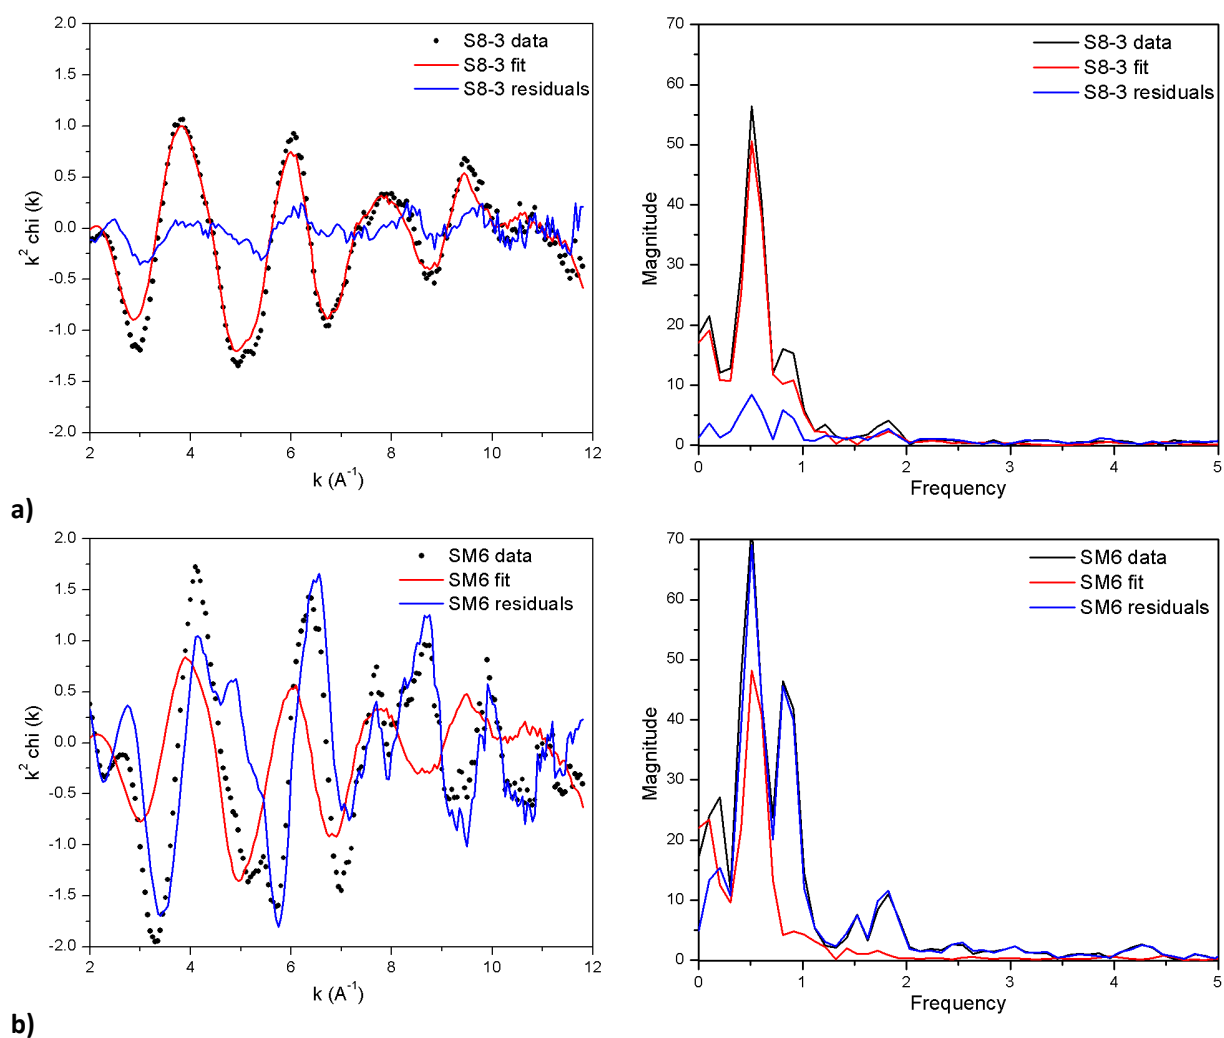 2.0
1.5
1.0
0.5
0.0
-0.5
-1.0
-1.5
-2.0
k² chi (k)
S8-3 data
S8-3 fit
S8-3 residuals
2 4 6 8 10 12
k (A⁻¹)
70
60
50
40
30
20
10
0
Magnitude
S8-3 data
S8-3 fit
S8-3 residuals
0 1 2 3 4 5
Frequency
a)
2.0
1.5
1.0
0.5
0.0
-0.5
-1.0
-1.5
-2.0
k² chi (k)
SM6 data
SM6 fit
SM6 residuals
2 4 6 8 10 12
k (A⁻¹)
70
60
50
40
30
20
10
0
Magnitude
SM6 data
SM6 fit
SM6 residuals
0 1 2 3 4 5
Frequency
b)